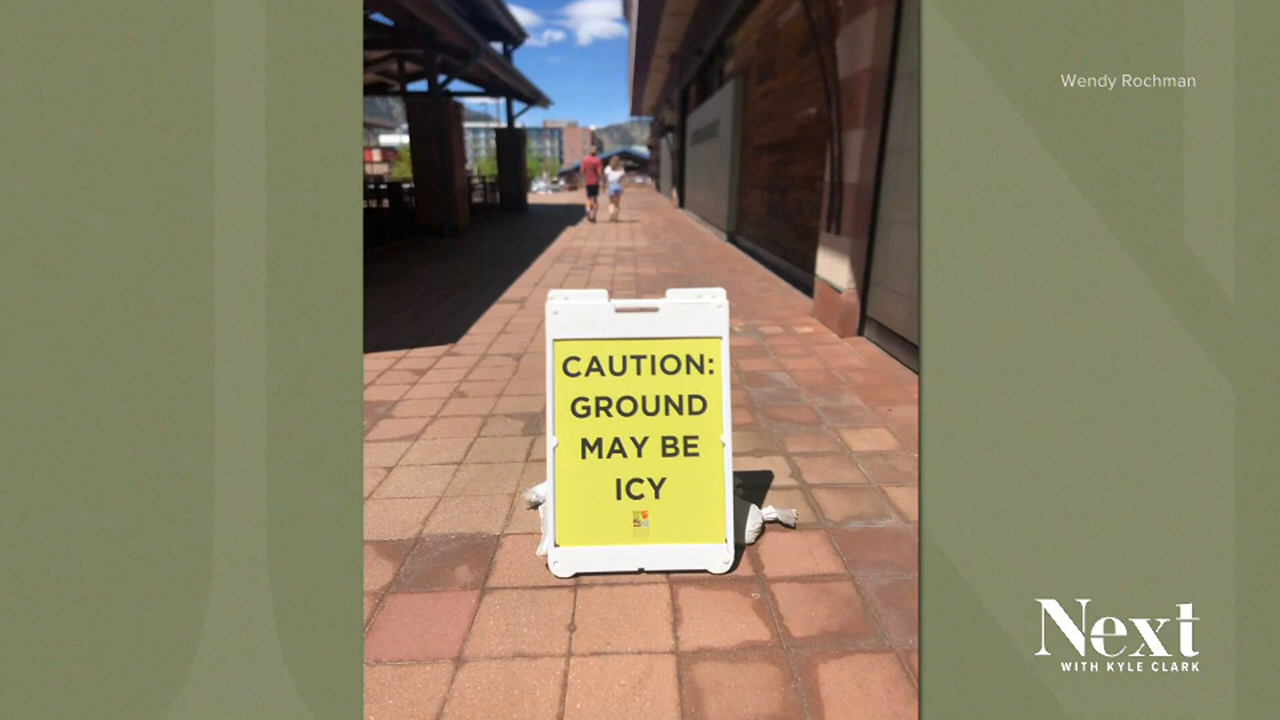 Wendy Rochman
CAUTION:
GROUND
MAY BE
ICY
Next
WITH KYLE CLARK